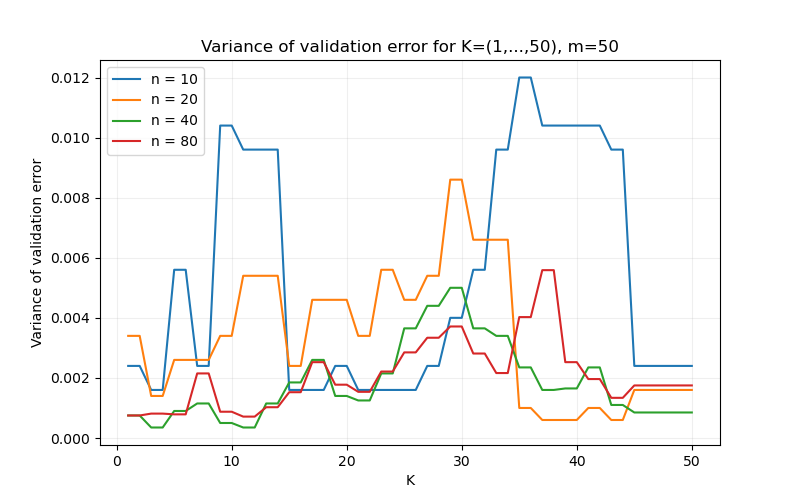 Variance of validation error for K=(1,...,50), m=50
n = 10
n = 20
n = 40
n = 80
Variance of validation error
0.012
0.010
0.008
0.006
0.004
0.002
0.000
0 10 20 30 40 50
K